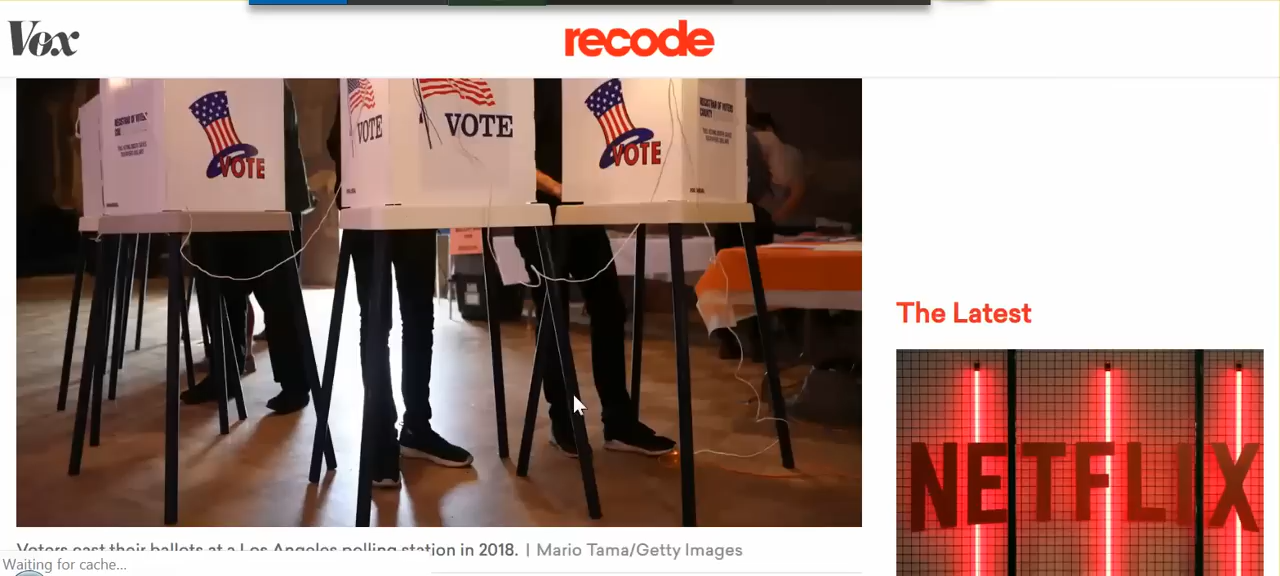 Vox
recode
VOTE
VOTE
VOTE
VOTE
The Latest
NETFLIX
Voters cast their ballots at a Los Angeles polling station in 2018. | Mario Tama/Getty Images
Waiting for cache...